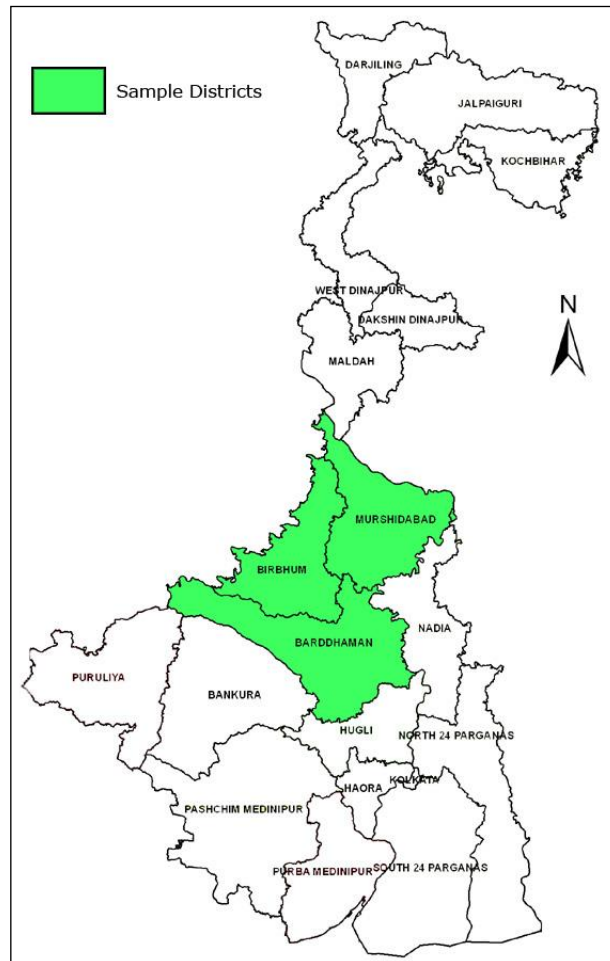 DARJILING
Sample Districts
JALPAIGURI
KOCHBIHAR
WEST DINAJPUR
N
DAKSHIN DINAJPUR
MALDAH
MURSHIDABAD
BIRBHUM
NADIA
BARDDHAMAN
PURULIYA
BANKURA
HUGLI
NORTH 24 PARGANAS
KOLKATA
HAORA
PASHCHIM MEDINIPUR
PURBA MEDINIPUR
SOUTH 24 PARGANAS